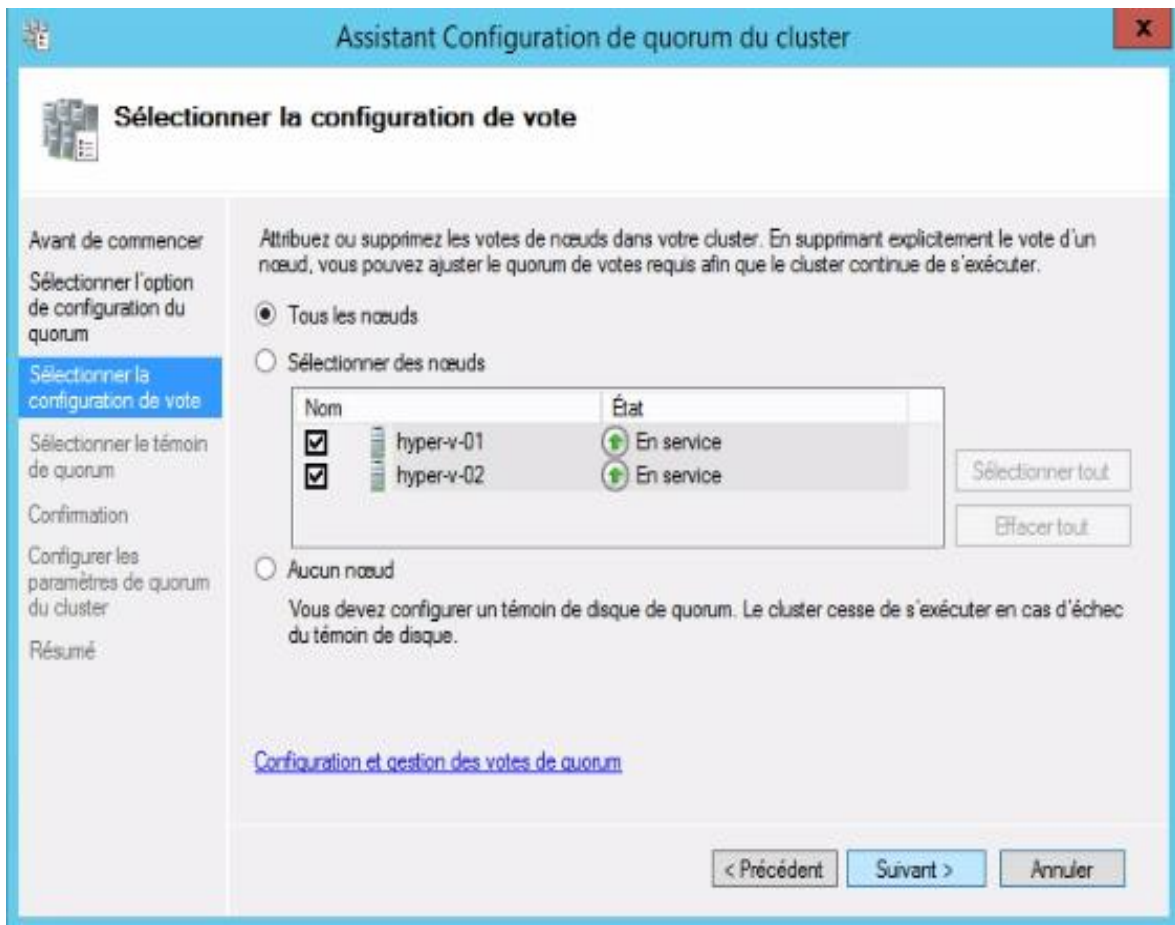 Assistant Configuration de quorum du cluster
x
Sélectionner la configuration de vote
Avant de commencer
Sélectionner l'option
de configuration du
quorum
Sélectionner la
configuration de vote
Sélectionner le témoin
de quorum
Confirmation
Configurer les
paramètres de quorum
du cluster
Résumé
Attribuez ou supprimez les votes de nœuds dans votre cluster. En supprimant explicitement le vote d'un
nœud, vous pouvez ajuster le quorum de votes requis afin que le cluster continue de s'exécuter.
Tous les nœuds
Sélectionner des nœuds
Nom État
hyper-v-01 En service
hyper-v-02 En service
Sélectionner tout
Effacer tout
Aucun nœud
Vous devez configurer un témoin de disque de quorum. Le cluster cesse de s'exécuter en cas d'échec
du témoin de disque.
Configuration et gestion des votes de quorum
< Précédent Suivant > Annuler